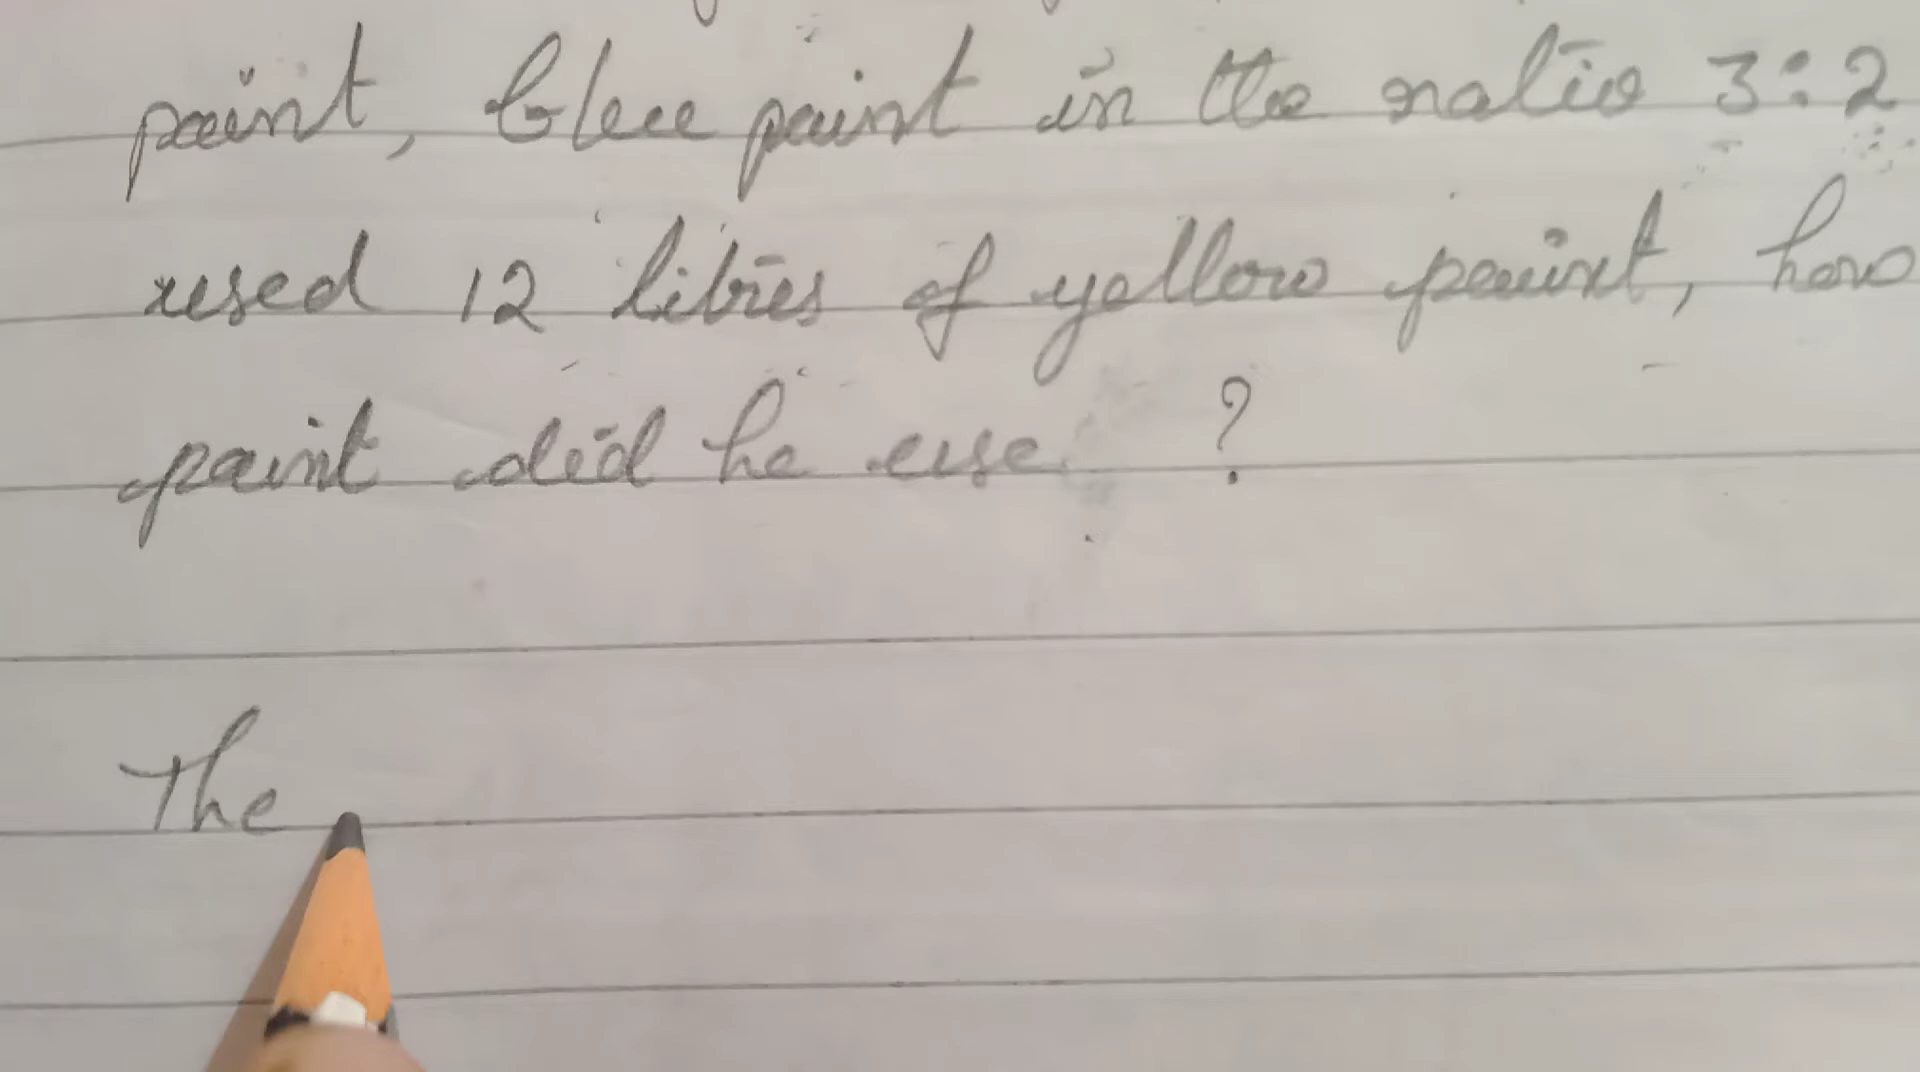 paint, blue paint in the ratio 3:2
used 12 litres of yellow paint, how
paint did he use ?
The